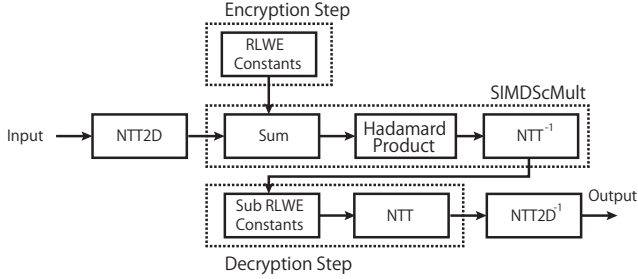 Encryption Step
RLWE
Constants
SIMDScMult
Input
NTT2D
Sum
Hadamard
Product
NTT⁻¹
Sub RLWE
Constants
NTT
NTT2D⁻¹
Output
Decryption Step